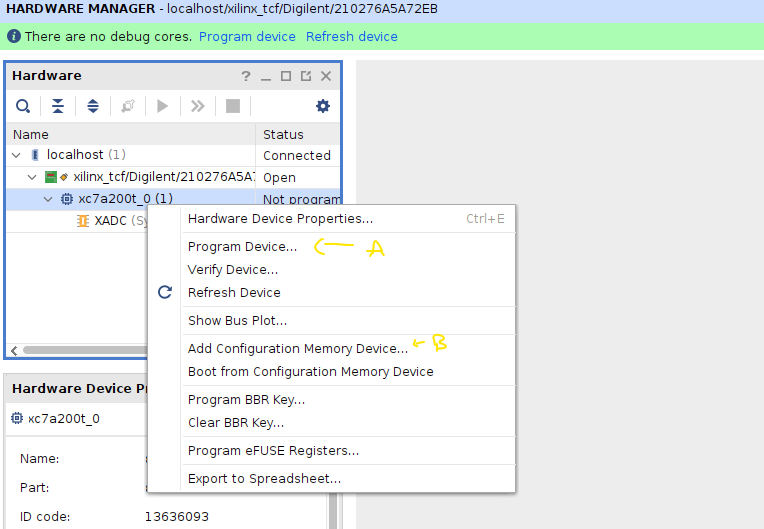 HARDWARE MANAGER - localhost/xilinx_tcf/Digilent/210276A5A72EB
There are no debug cores. Program device Refresh device
Hardware
Name Status
localhost (1) Connected
xilinx_tcf/Digilent/210276A5A7 Open
xc7a200t_0 (1) Not program
XADC (Sy
Hardware Device Properties... Ctrl+E
Program Device... A
Verify Device...
Refresh Device
Show Bus Plot...
Add Configuration Memory Device... B
Boot from Configuration Memory Device
Program BBR Key...
Clear BBR Key...
Program eFUSE Registers...
Export to Spreadsheet...
Hardware Device P
xc7a200t_0
Name:
Part:
ID code: 13636093